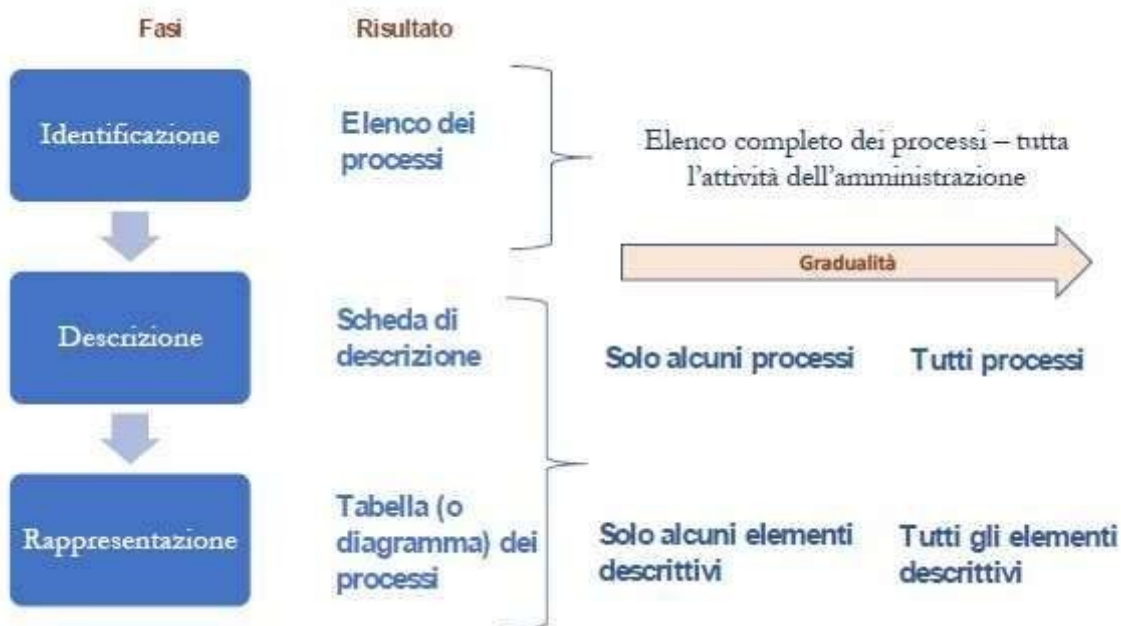 Fasi
Risultato
Identificazione
Elenco dei
processi
Elenco completo dei processi – tutta
l'attività dell'amministrazione
Gradualità
Descrizione
Scheda di
descrizione
Solo alcuni processi
Tutti processi
Rappresentazione
Tabella (o
diagramma) dei
processi
Solo alcuni elementi
descrittivi
Tutti gli elementi
descrittivi